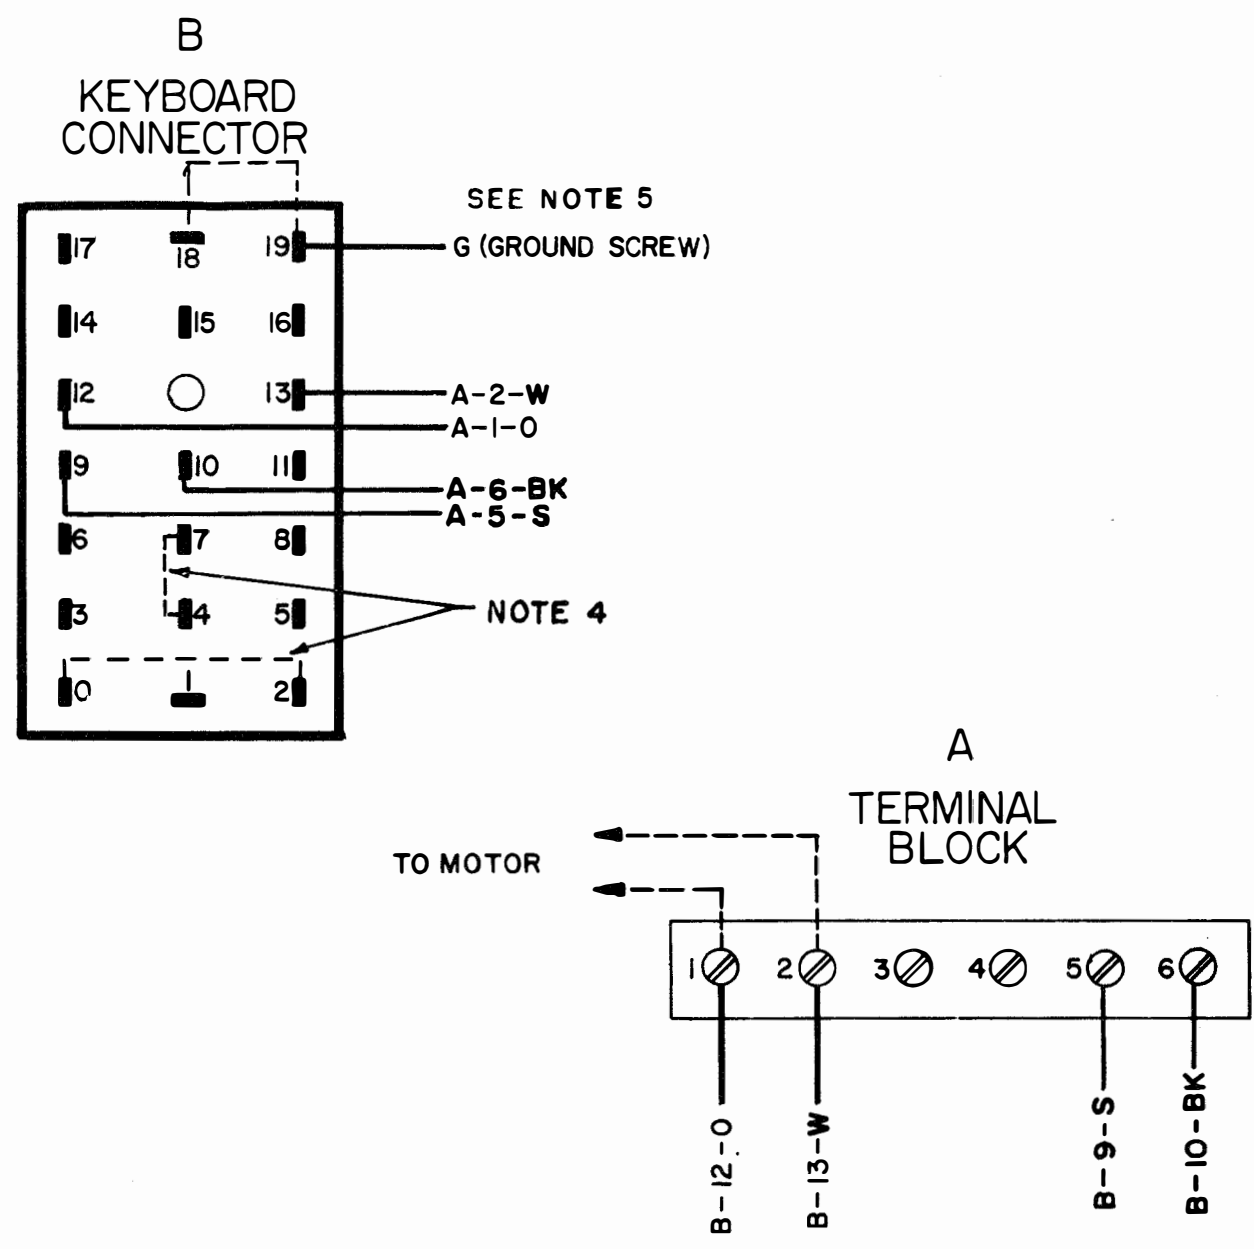 B
KEYBOARD
CONNECTOR
SEE NOTE 5
17 18 19 G (GROUND SCREW)
14 15 16
12 13 A-2-W
A-1-O
9 10 11
A-6-BK
A-5-S
6 7 8
3 4 5 NOTE 4
0 2
A
TERMINAL
BLOCK
TO MOTOR
1 2 3 4 5 6
B-12-O
B-13-W
B-9-S
B-10-BK